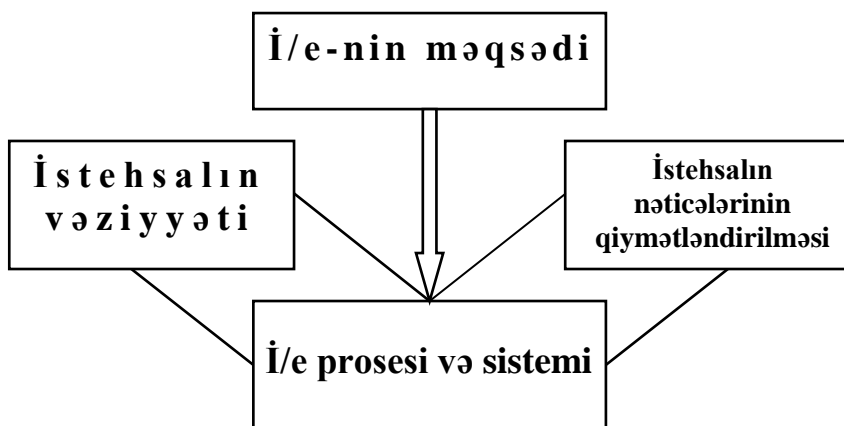 İ/e-nin məqsədi
İstehsalın
vəziyyəti
İstehsalın
nəticələrinin
qiymətləndirilməsi
İ/e prosesi və sistemi